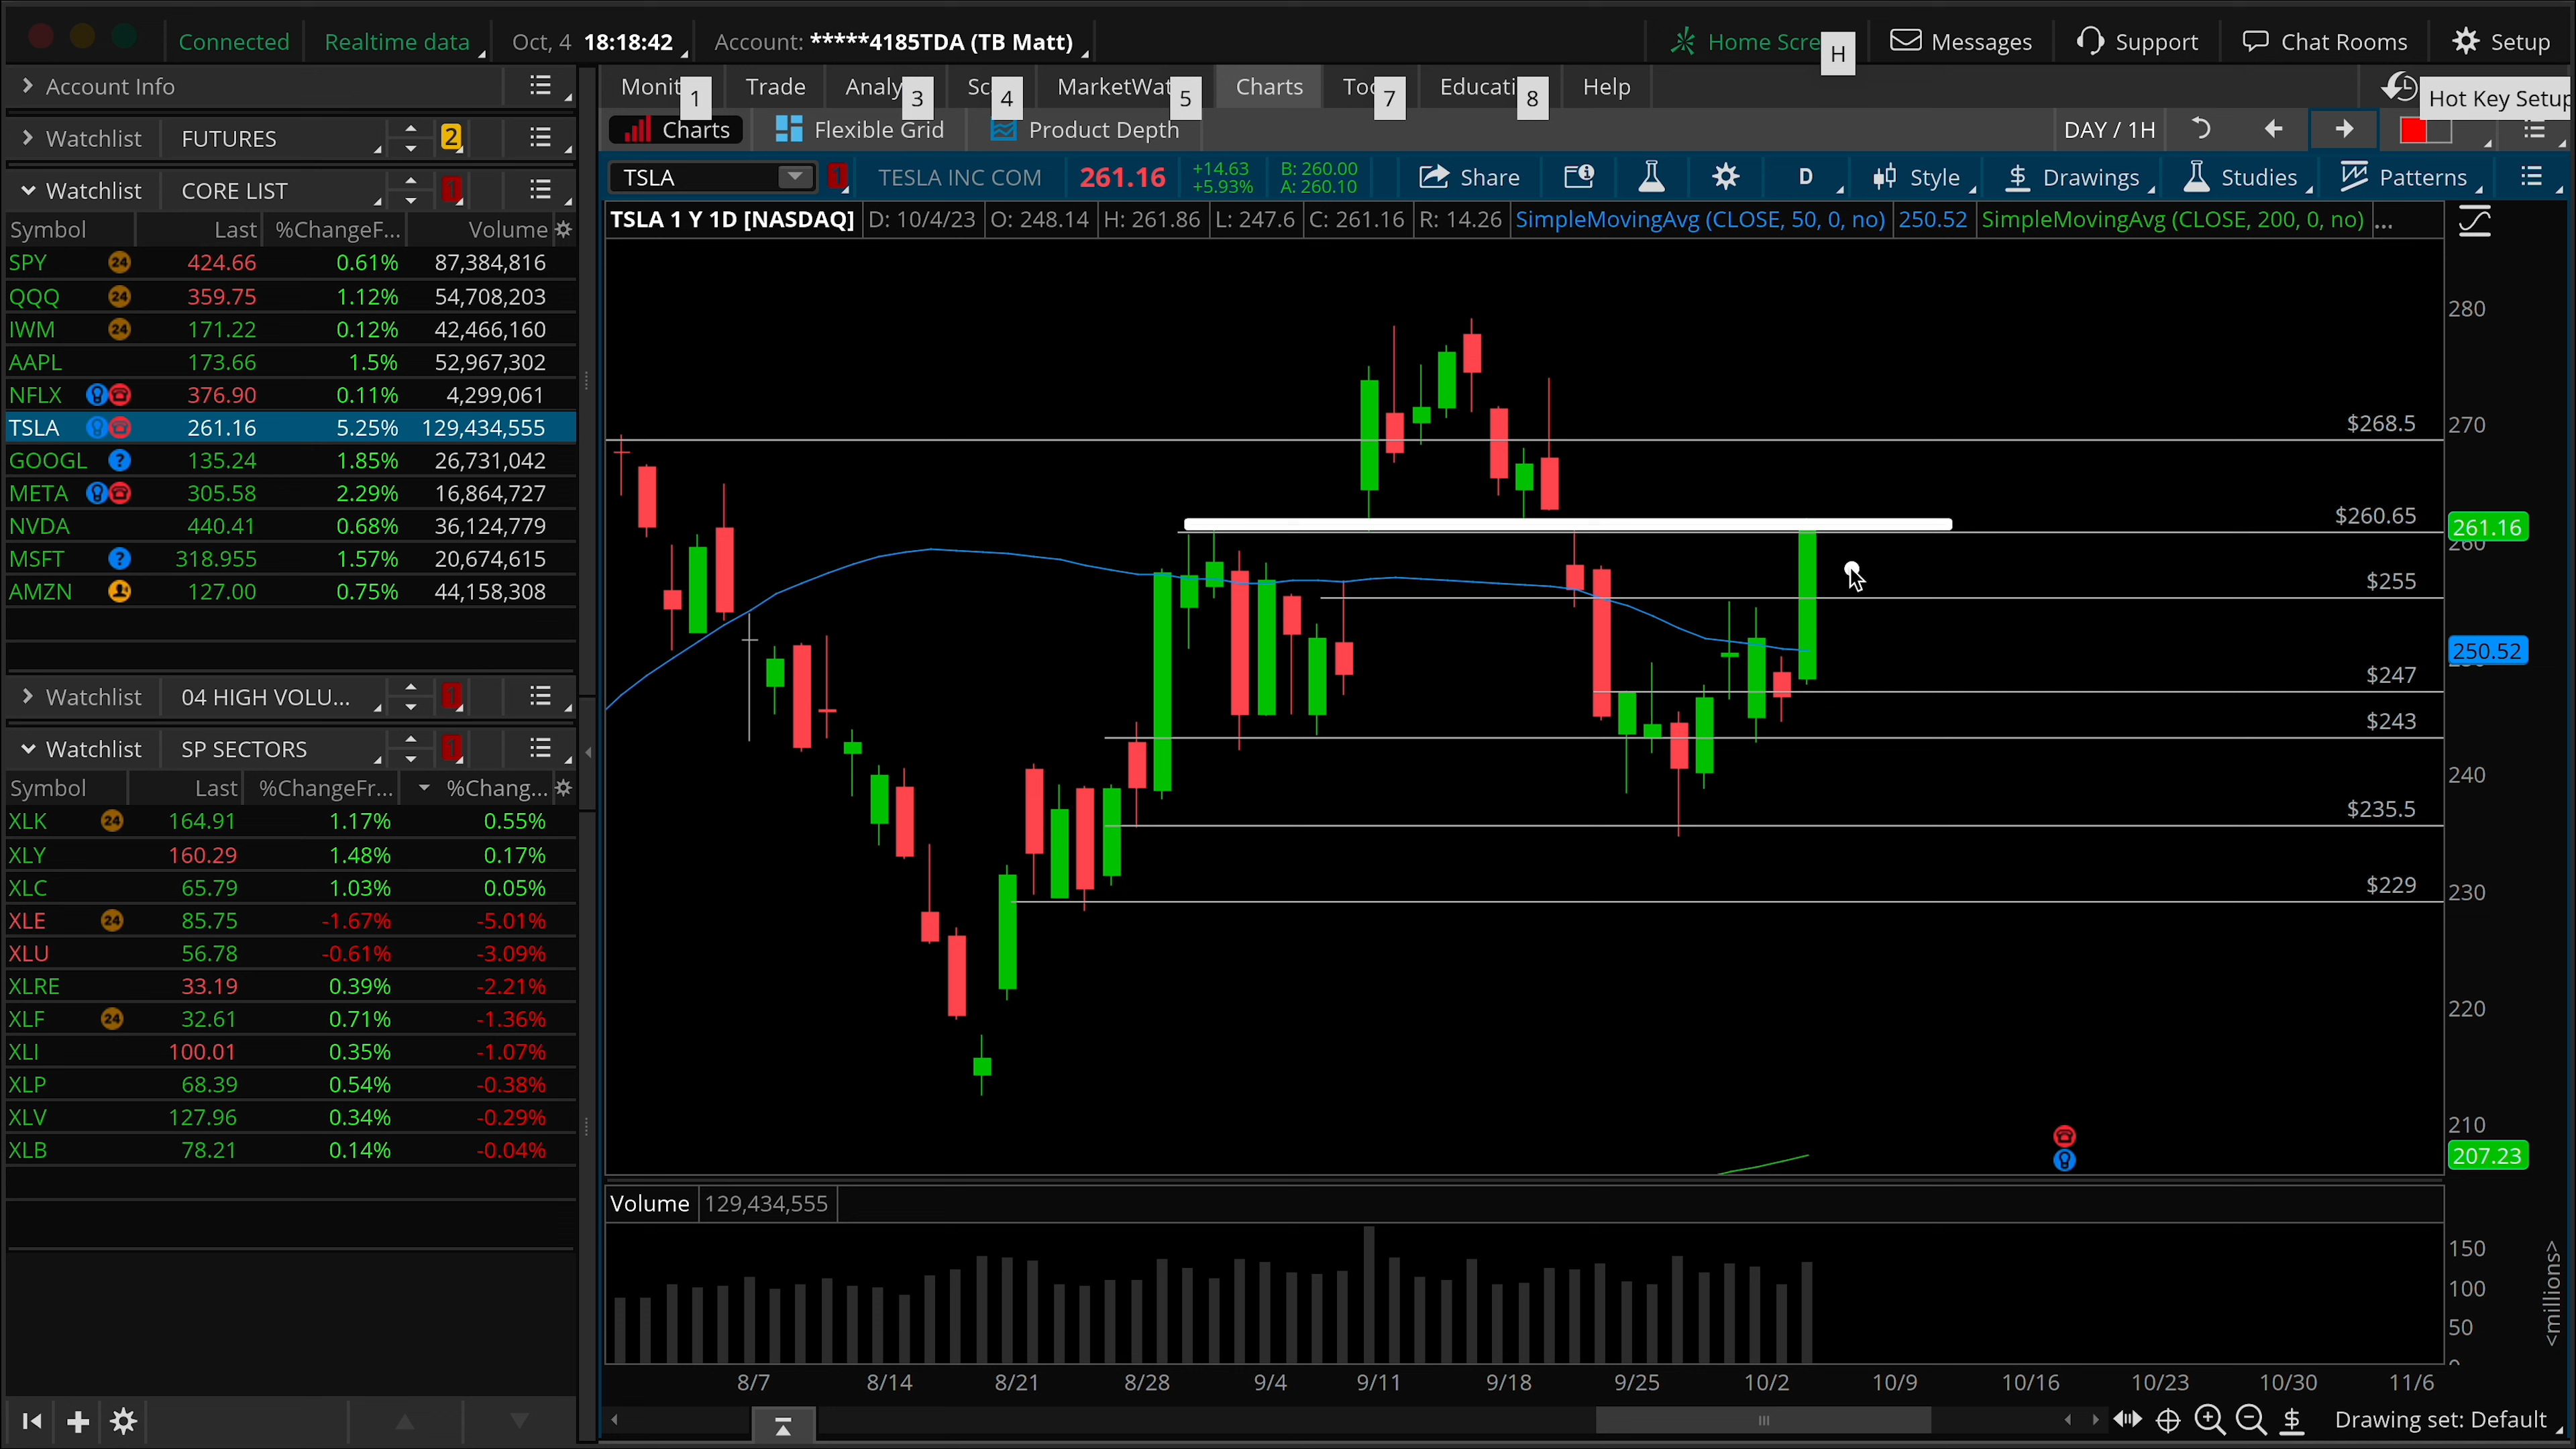 Connected Realtime data Oct, 4 18:18:42 Account: *****4185TDA (TB Matt) Home Scre H Messages Support Chat Rooms Setup
Account Info
Monit 1 Trade Analy 3 Sc 4 MarketWat 5 Charts Too 7 Educati 8 Help Hot Key Setup
Watchlist FUTURES 2
Charts Flexible Grid Product Depth DAY / 1H
Watchlist CORE LIST 1
TSLA 1 TESLA INC COM 261.16 +14.63 +5.93% B: 260.00 A: 260.10 Share D Style Drawings Studies Patterns
TSLA 1 Y 1D [NASDAQ] D: 10/4/23 O: 248.14 H: 261.86 L: 247.6 C: 261.16 R: 14.26 SimpleMovingAvg (CLOSE, 50, 0, no) 250.52 SimpleMovingAvg (CLOSE, 200, 0, no) ...
Symbol Last %ChangeF... Volume
SPY 24 424.66 0.61% 87,384,816
QQQ 24 359.75 1.12% 54,708,203
IWM 24 171.22 0.12% 42,466,160
AAPL 173.66 1.5% 52,967,302
NFLX 376.90 0.11% 4,299,061
TSLA 261.16 5.25% 129,434,555
GOOGL ? 135.24 1.85% 26,731,042
META 305.58 2.29% 16,864,727
NVDA 440.41 0.68% 36,124,779
MSFT ? 318.955 1.57% 20,674,615
AMZN 127.00 0.75% 44,158,308
Watchlist 04 HIGH VOLU... 1
Watchlist SP SECTORS 1
Symbol Last %ChangeFr... %Chang...
XLK 24 164.91 1.17% 0.55%
XLY 160.29 1.48% 0.17%
XLC 65.79 1.03% 0.05%
XLE 24 85.75 -1.67% -5.01%
XLU 56.78 -0.61% -3.09%
XLRE 33.19 0.39% -2.21%
XLF 24 32.61 0.71% -1.36%
XLI 100.01 0.35% -1.07%
XLP 68.39 0.54% -0.38%
XLV 127.96 0.34% -0.29%
XLB 78.21 0.14% -0.04%
280
$268.5 270
$260.65 261.16
260
$255
250.52
$247
$243
240
$235.5
$229 230
220
210
207.23
Volume 129,434,555
150
100
50
<millions>
8/7 8/14 8/21 8/28 9/4 9/11 9/18 9/25 10/2 10/9 10/16 10/23 10/30 11/6
Drawing set: Default